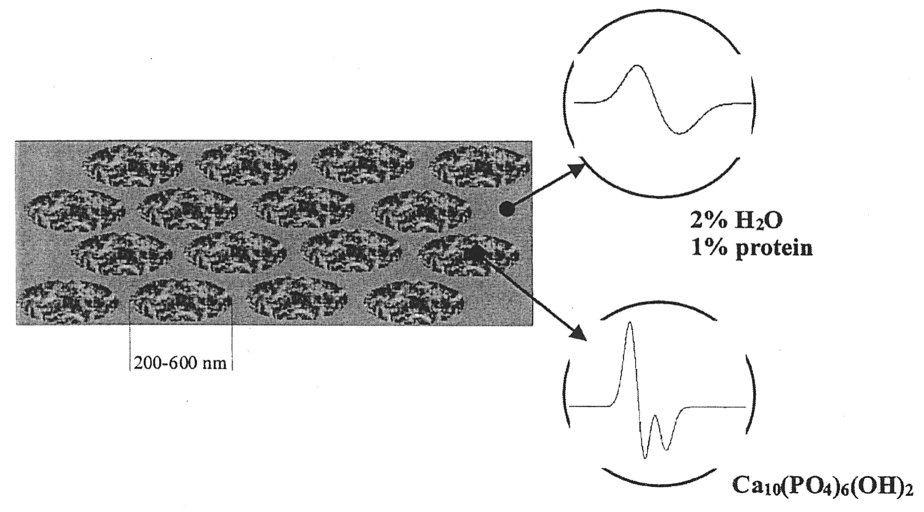 2% H₂O
1% protein
200-600 nm
Ca₁₀(PO₄)₆(OH)₂